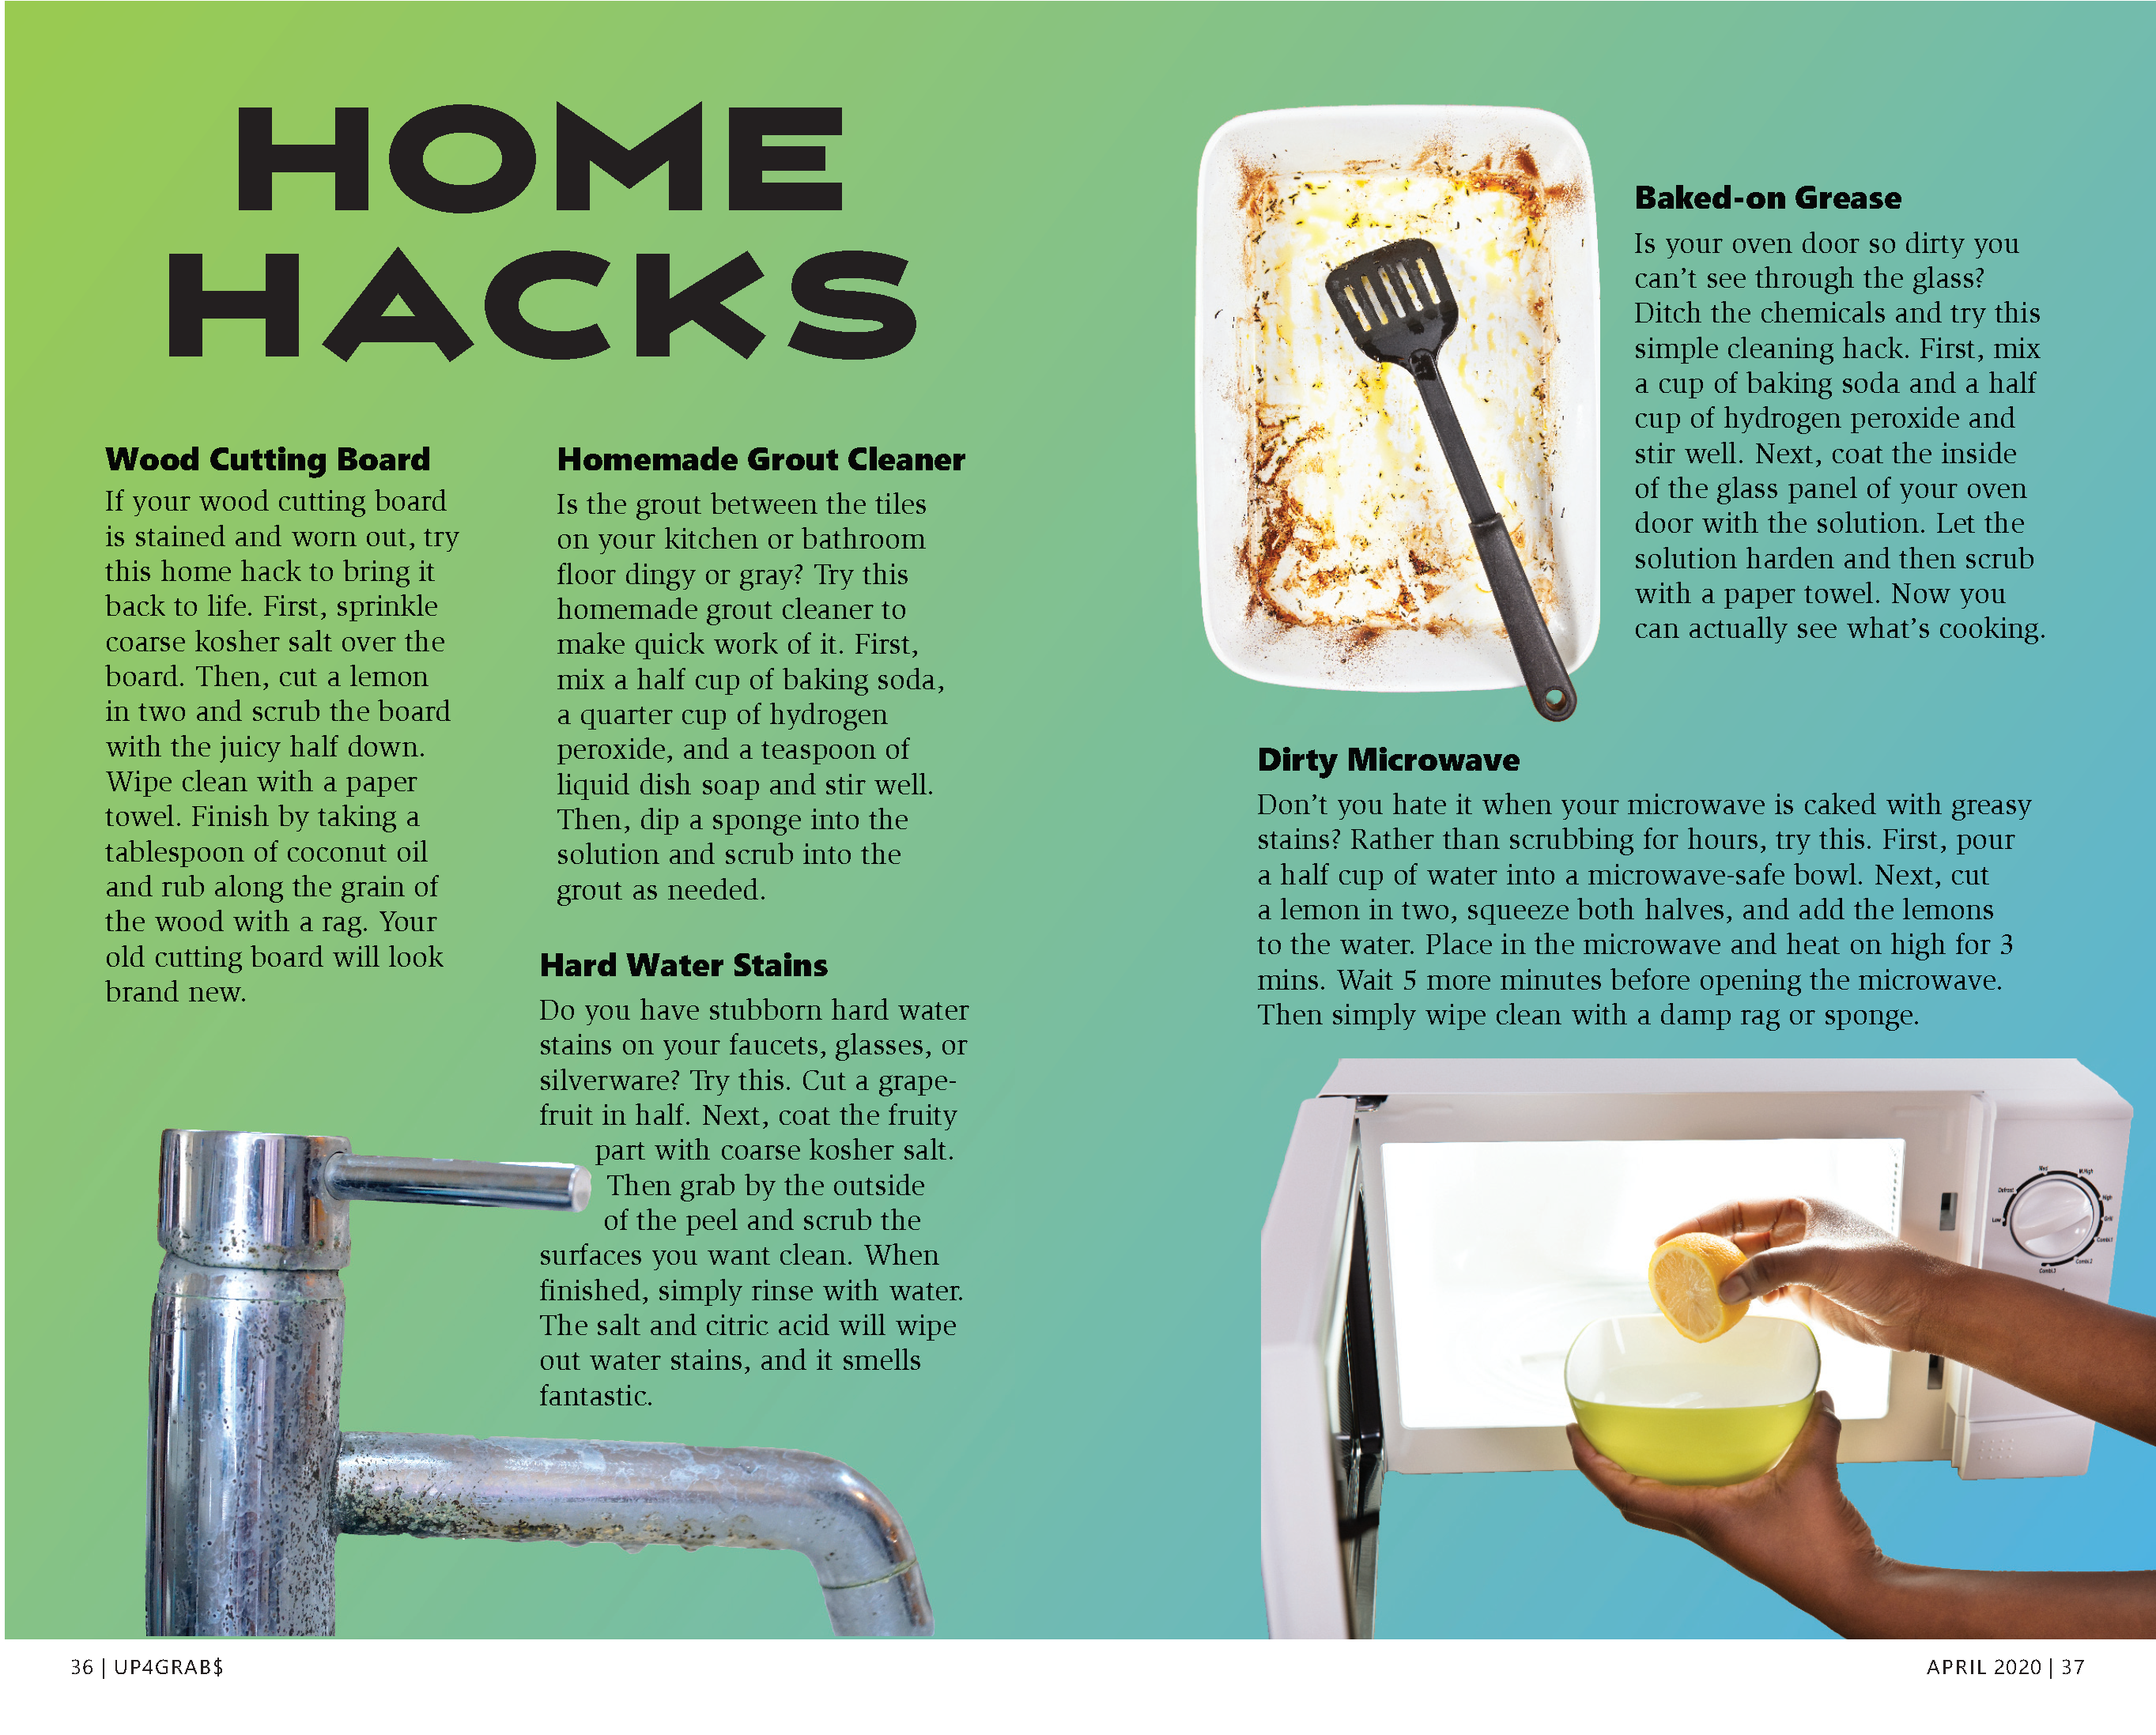 HOME
HACKS
Wood Cutting Board
If your wood cutting board
is stained and worn out, try
this home hack to bring it
back to life. First, sprinkle
coarse kosher salt over the
board. Then, cut a lemon
in two and scrub the board
with the juicy half down.
Wipe clean with a paper
towel. Finish by taking a
tablespoon of coconut oil
and rub along the grain of
the wood with a rag. Your
old cutting board will look
brand new.
Homemade Grout Cleaner
Is the grout between the tiles
on your kitchen or bathroom
floor dingy or gray? Try this
homemade grout cleaner to
make quick work of it. First,
mix a half cup of baking soda,
a quarter cup of hydrogen
peroxide, and a teaspoon of
liquid dish soap and stir well.
Then, dip a sponge into the
solution and scrub into the
grout as needed.
Hard Water Stains
Do you have stubborn hard water
stains on your faucets, glasses, or
silverware? Try this. Cut a grape-
fruit in half. Next, coat the fruity
part with coarse kosher salt.
Then grab by the outside
of the peel and scrub the
surfaces you want clean. When
finished, simply rinse with water.
The salt and citric acid will wipe
out water stains, and it smells
fantastic.
Baked-on Grease
Is your oven door so dirty you
can’t see through the glass?
Ditch the chemicals and try this
simple cleaning hack. First, mix
a cup of baking soda and a half
cup of hydrogen peroxide and
stir well. Next, coat the inside
of the glass panel of your oven
door with the solution. Let the
solution harden and then scrub
with a paper towel. Now you
can actually see what’s cooking.
Dirty Microwave
Don’t you hate it when your microwave is caked with greasy
stains? Rather than scrubbing for hours, try this. First, pour
a half cup of water into a microwave-safe bowl. Next, cut
a lemon in two, squeeze both halves, and add the lemons
to the water. Place in the microwave and heat on high for 3
mins. Wait 5 more minutes before opening the microwave.
Then simply wipe clean with a damp rag or sponge.
Med
M.High
Defrost
High
Low
Grill
Combi.1
Combi.2
Combi.3
36 | UP4GRAB$
APRIL 2020 | 37